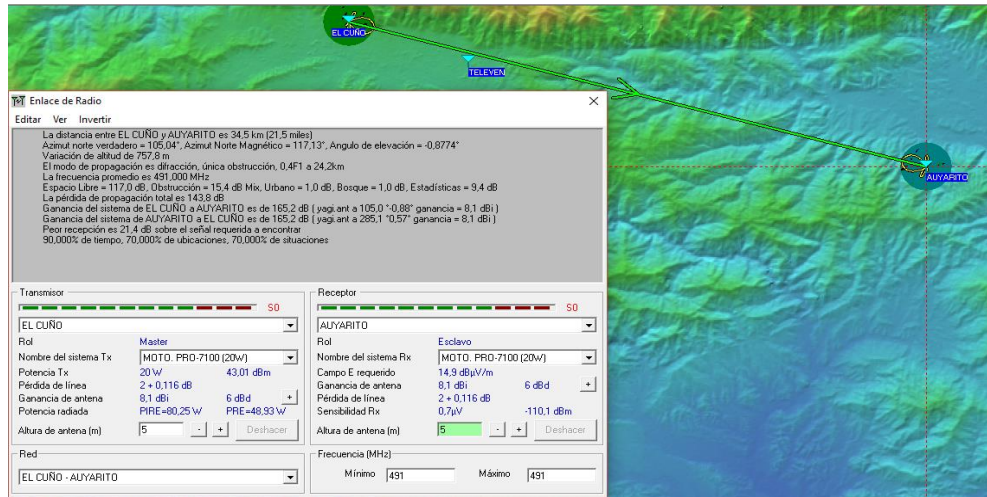 EL CUÑO
TELEVEN
AUYARITO
Enlace de Radio
Editar Ver Invertir
La distancia entre EL CUÑO y AUYARITO es 34,5 km (21,5 miles)
Azimut norte verdadero = 105,04°, Azimut Norte Magnético = 117,13°, Angulo de elevación = -0,8774°
Variación de altitud de 757,8 m
El modo de propagación es difracción, única obstrucción, 0,4F1 a 24,2km
La frecuencia promedio es 491,000 MHz
Espacio Libre = 117,0 dB, Obstrucción = 15,4 dB Mix, Urbano = 1,0 dB, Bosque = 1,0 dB, Estadísticas = 9,4 dB
La pérdida de propagación total es 143,8 dB
Ganancia del sistema de EL CUÑO a AUYARITO es de 165,2 dB ( yagi.ant a 105,0 °-0,88° ganancia = 8,1 dBi )
Ganancia del sistema de AUYARITO a EL CUÑO es de 165,2 dB ( yagi.ant a 285,1 °0,57° ganancia = 8,1 dBi )
Peor recepción es 21,4 dB sobre el señal requerida a encontrar
90,000% de tiempo, 70,000% de ubicaciones, 70,000% de situaciones
Transmisor
S0
EL CUÑO
Rol Master
Nombre del sistema Tx MOTO. PRO-7100 (20W)
Potencia Tx 20 W 43,01 dBm
Pérdida de línea 2 + 0,116 dB
Ganancia de antena 8,1 dBi 6 dBd +
Potencia radiada PIRE=80,25 W PRE=48,93 W
Altura de antena (m) 5 - + Deshacer
Red
EL CUÑO - AUYARITO
Receptor
S0
AUYARITO
Rol Esclavo
Nombre del sistema Rx MOTO. PRO-7100 (20W)
Campo E requerido 14,9 dBµV/m
Ganancia de antena 8,1 dBi 6 dBd +
Pérdida de línea 2 + 0,116 dB
Sensibilidad Rx 0,7µV -110,1 dBm
Altura de antena (m) 5 - + Deshacer
Frecuencia (MHz)
Mínimo 491 Máximo 491